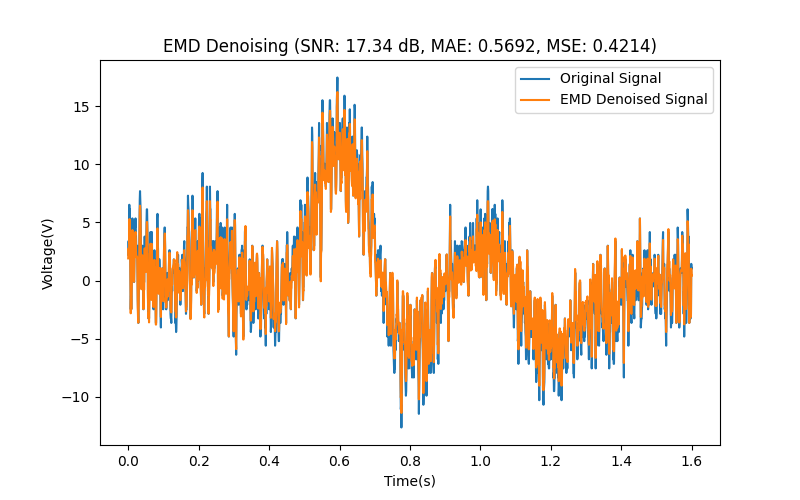 EMD Denoising (SNR: 17.34 dB, MAE: 0.5692, MSE: 0.4214)
Original Signal
EMD Denoised Signal
Voltage(V)
15
10
5
0
−5
−10
0.0 0.2 0.4 0.6 0.8 1.0 1.2 1.4 1.6
Time(s)